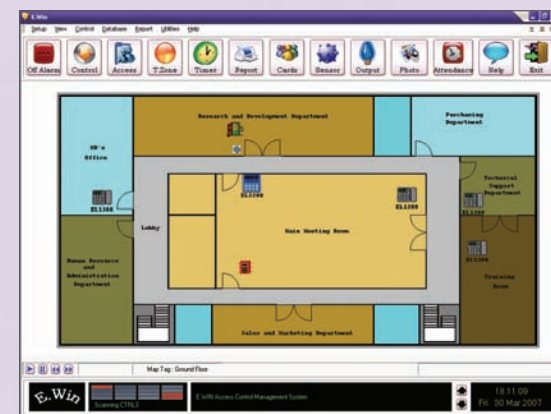 E.Win
Setup View Control Database Report Utilities Help
Off Alarm Control Access T.Zone Timer Report Cards Sensor Output Photo Attendance Help Exit
Research and Development Department
Purchasing
Department
Office
Technical
Support
Department
EL1300
EL3200
EL1300
Lobby
Main Meeting Room
Human Resource
and
Administration
Department
Training
Room
Sales and Marketing Department
Map Tag: Ground Floor
E.Win
Scanning CTRL3
E.WIN Access Control Management System
18:11:09
Fri 30 Mar 2007